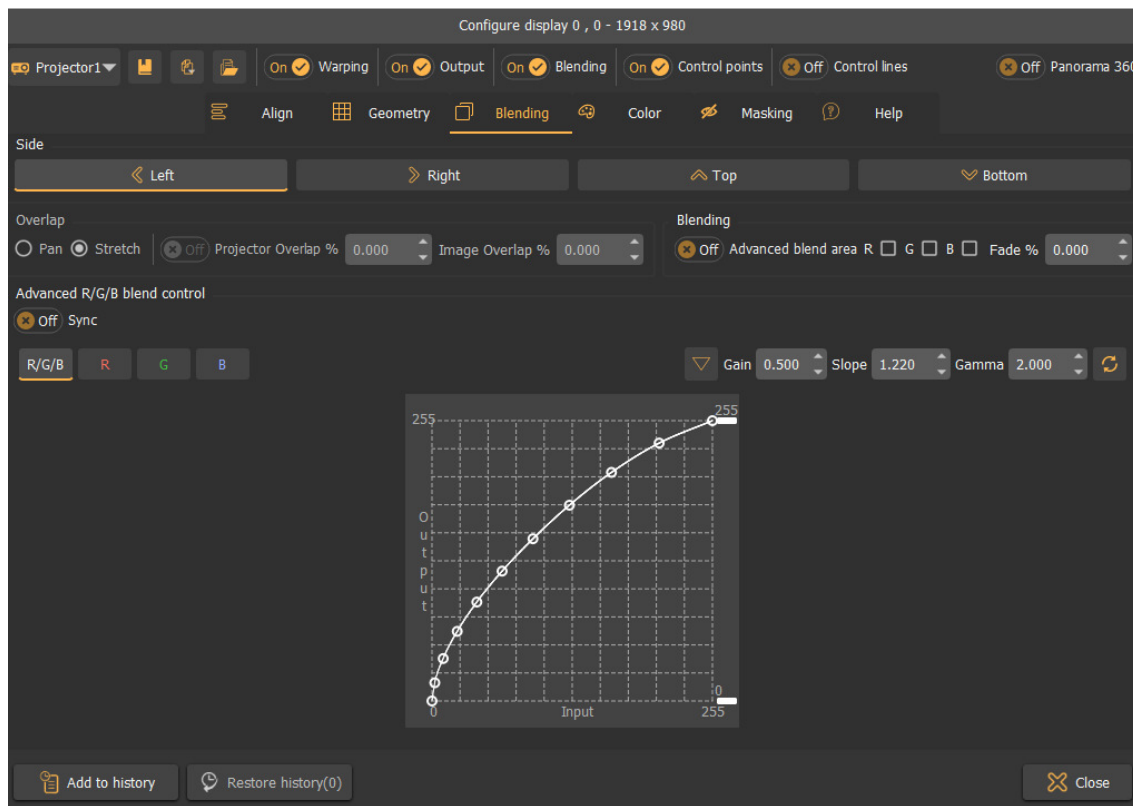 Configure display 0 , 0 - 1918 x 980
Projector1 On Warping On Output On Blending On Control points Off Control lines Off Panorama 360
Align Geometry Blending Color Masking Help
Side
Left Right Top Bottom
Overlap Blending
Pan Stretch Off Projector Overlap % 0.000 Image Overlap % 0.000 Off Advanced blend area R G B Fade % 0.000
Advanced R/G/B blend control
Off Sync
R/G/B R G B Gain 0.500 Slope 1.220 Gamma 2.000
255 255
Output
0
0 Input 255
Add to history Restore history(0) Close